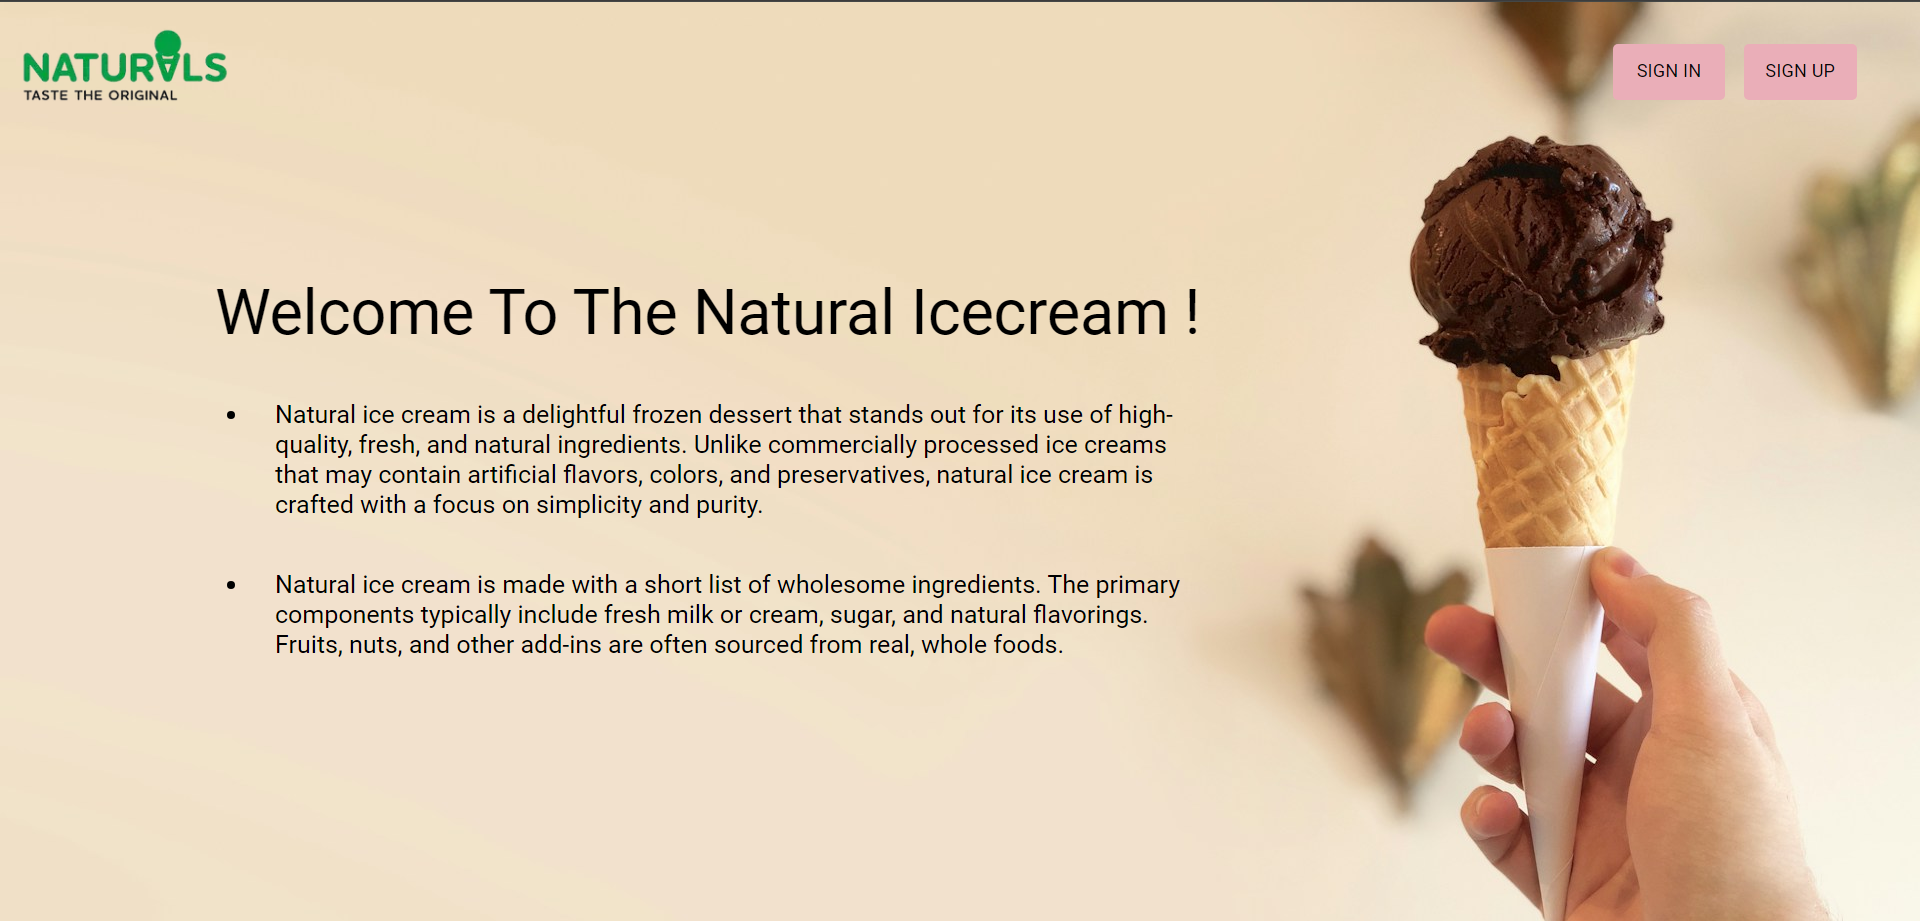 NATURALS
TASTE THE ORIGINAL
SIGN IN
SIGN UP
Welcome To The Natural Icecream !
• Natural ice cream is a delightful frozen dessert that stands out for its use of high-
quality, fresh, and natural ingredients. Unlike commercially processed ice creams
that may contain artificial flavors, colors, and preservatives, natural ice cream is
crafted with a focus on simplicity and purity.
• Natural ice cream is made with a short list of wholesome ingredients. The primary
components typically include fresh milk or cream, sugar, and natural flavorings.
Fruits, nuts, and other add-ins are often sourced from real, whole foods.